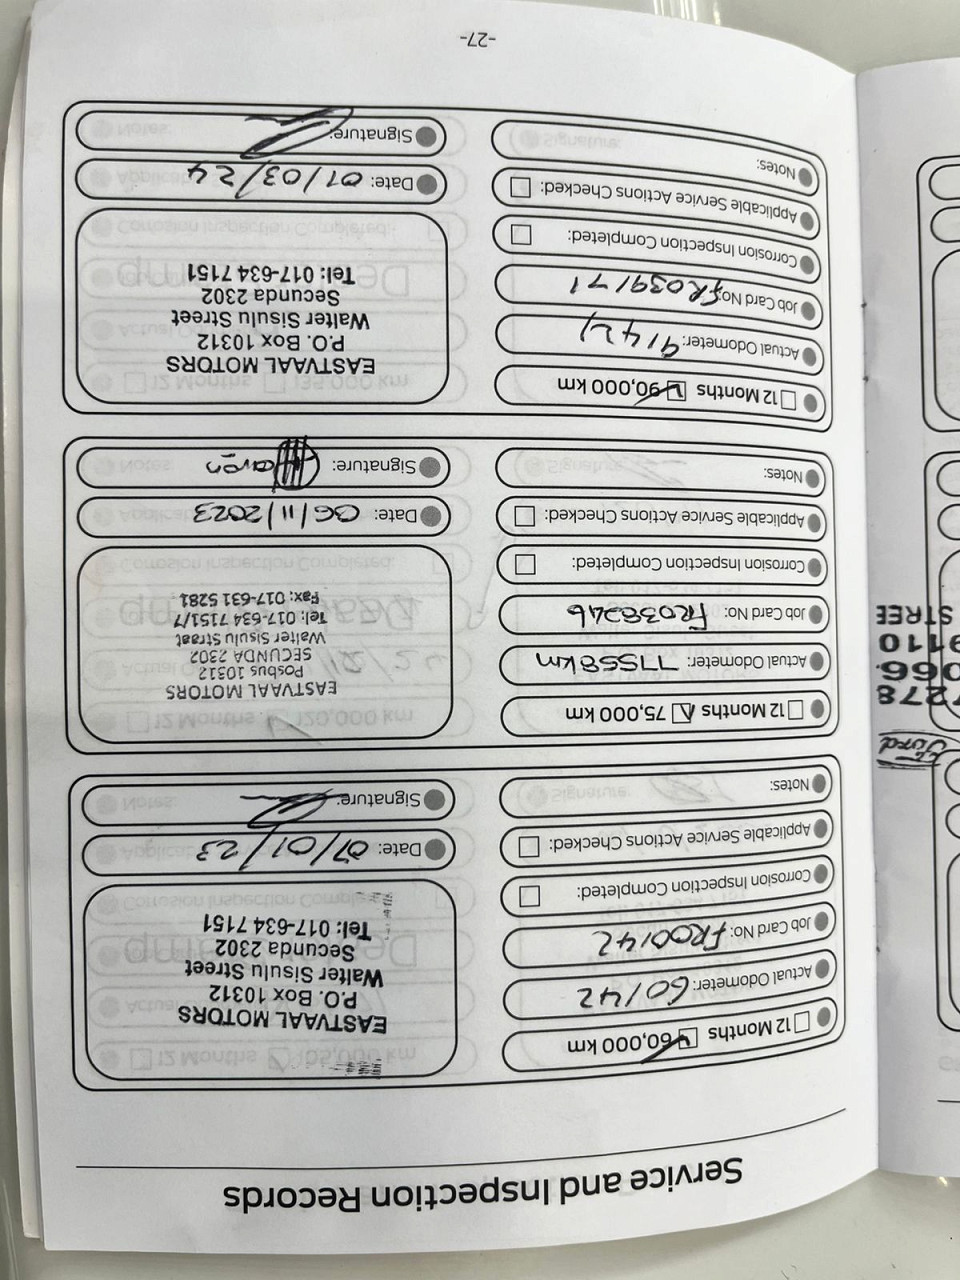 Service and Inspection Records
12 Months 60,000 km
Actual Odometer: 60142
Job Card No: FR00142
Corrosion Inspection Completed:
Applicable Service Actions Checked:
Notes:
EASTVAAL MOTORS
P.O. Box 10312
Walter Sisulu Street
Secunda 2302
Tel: 017-634 7151
Date: 07/01/23
Signature:
12 Months 75,000 km
Actual Odometer: 77558km
Job Card No: FR038246
Corrosion Inspection Completed:
Applicable Service Actions Checked:
Notes:
EASTVAAL MOTORS
Posbus 10312
SECUNDA 2302
Walter Sisulu Straat
Tel: 017-634 7151/7
Fax: 017-631 5281
Date: 06/11/2023
Signature:
12 Months 90,000 km
Actual Odometer: 91421
Job Card No: FR039171
Corrosion Inspection Completed:
Applicable Service Actions Checked:
Notes:
EASTVAAL MOTORS
P.O. Box 10312
Walter Sisulu Street
Secunda 2302
Tel: 017-634 7151
Date: 01/03/24
Signature:
-27-
Ford
7278
066
9110
STREE